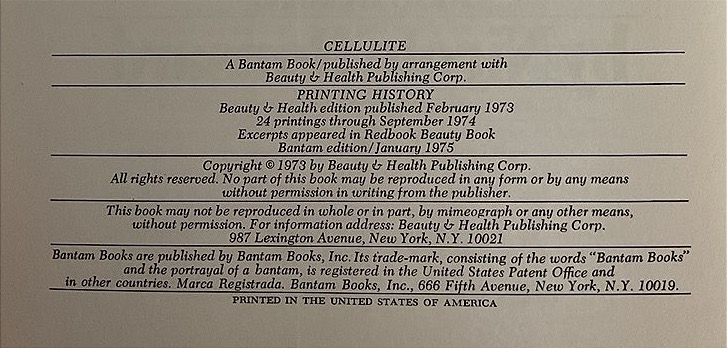 CELLULITE
A Bantam Book/published by arrangement with
Beauty & Health Publishing Corp.
PRINTING HISTORY
Beauty & Health edition published February 1973
24 printings through September 1974
Excerpts appeared in Redbook Beauty Book
Bantam edition/January 1975
Copyright © 1973 by Beauty & Health Publishing Corp.
All rights reserved. No part of this book may be reproduced in any form or by any means
without permission in writing from the publisher.
This book may not be reproduced in whole or in part, by mimeograph or any other means,
without permission. For information address: Beauty & Health Publishing Corp.
987 Lexington Avenue, New York, N.Y. 10021
Bantam Books are published by Bantam Books, Inc. Its trade-mark, consisting of the words "Bantam Books"
and the portrayal of a bantam, is registered in the United States Patent Office and
in other countries. Marca Registrada. Bantam Books, Inc., 666 Fifth Avenue, New York, N.Y. 10019.
PRINTED IN THE UNITED STATES OF AMERICA